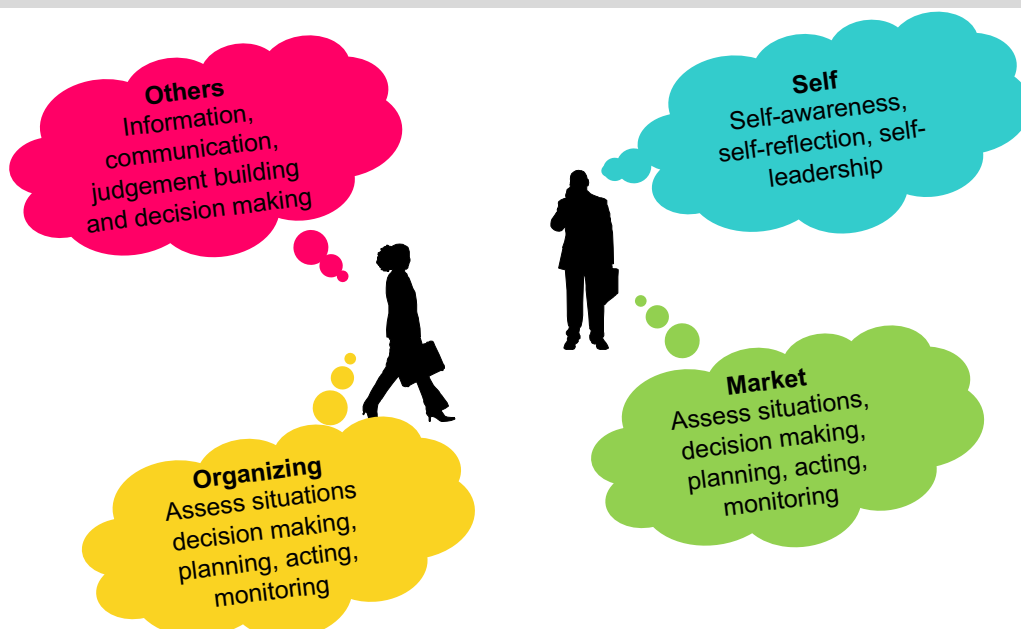 Others
Information,
communication,
judgement building
and decision making
Self
Self-awareness,
self-reflection, self-
leadership
Organizing
Assess situations
decision making,
planning, acting,
monitoring
Market
Assess situations,
decision making,
planning, acting,
monitoring